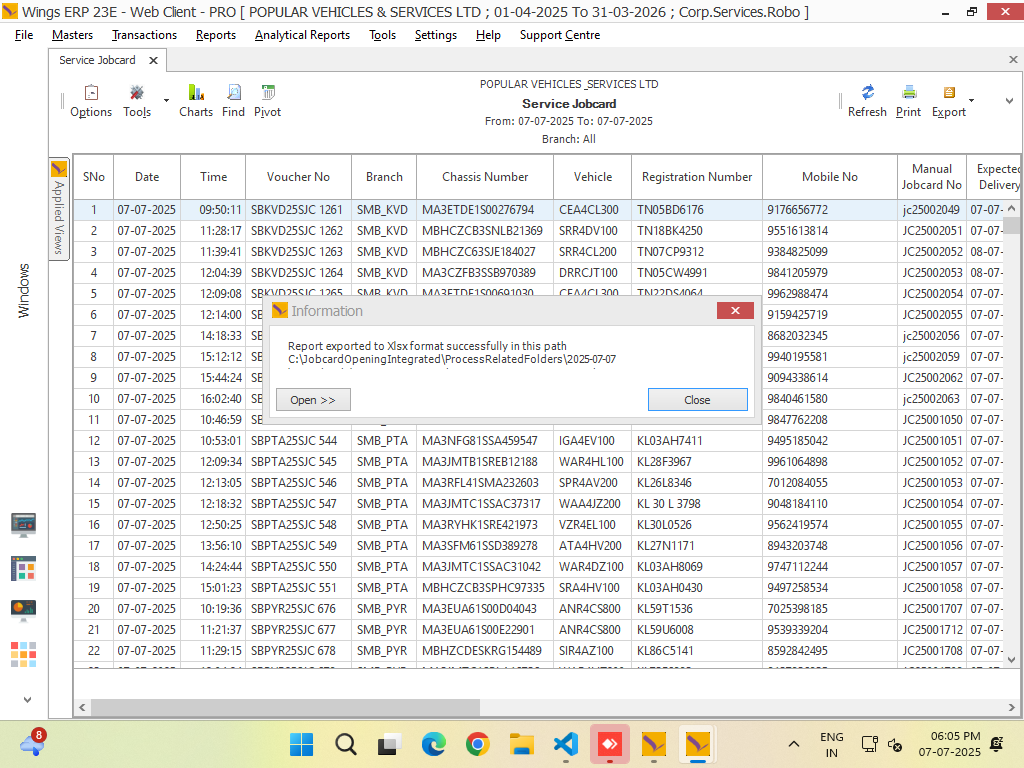 Wings ERP 23E - Web Client - PRO [ POPULAR VEHICLES & SERVICES LTD ; 01-04-2025 To 31-03-2026 ; Corp.Services.Robo ]
File Masters Transactions Reports Analytical Reports Tools Settings Help Support Centre
Service Jobcard
Options Tools Charts Find Pivot
POPULAR VEHICLES _SERVICES LTD
Service Jobcard
From: 07-07-2025 To: 07-07-2025
Branch: All
Refresh Print Export
Applied Views
Windows
SNo Date Time Voucher No Branch Chassis Number Vehicle Registration Number Mobile No Manual Jobcard No Expected Delivery
1 07-07-2025 09:50:11 SBKVD25SJC 1261 SMB_KVD MA3ETDE1S00276794 CEA4CL300 TN05BD6176 9176656772 jc25002049 07-07-
2 07-07-2025 11:28:17 SBKVD25SJC 1262 SMB_KVD MBHCZCB3SNLB21369 SRR4DV100 TN18BK4250 9551613814 JC25002051 07-07-
3 07-07-2025 11:39:41 SBKVD25SJC 1263 SMB_KVD MBHCZC63SJE184027 SRR4CL200 TN07CP9312 9384825099 JC25002052 08-07-
4 07-07-2025 12:04:39 SBKVD25SJC 1264 SMB_KVD MA3CZFB3SSB970389 DRRCJT100 TN05CW4991 9841205979 JC25002053 08-07-
5 07-07-2025 12:09:08 SBKVD25SJC 1265 SMB_KVD MA3ETDE1S00691030 CEA4CL300 TN22DS4064 9962988474 JC25002054 07-07-
6 07-07-2025 12:14:00 SB 9159425719 JC25002055 07-07-
7 07-07-2025 14:18:33 SB 8682032345 jc25002056 07-07-
8 07-07-2025 15:12:12 SB 9940195581 jc25002059 07-07-
9 07-07-2025 15:44:24 SB 9094338614 JC25002062 07-07-
10 07-07-2025 16:02:40 SB 9840461580 jc25002063 07-07-
11 07-07-2025 10:46:59 SB 9847762208 JC25001050 07-07-
Information
Report exported to Xlsx format successfully in this path
C:\JobcardOpeningIntegrated\ProcessRelatedFolders\2025-07-07
Open >> Close
12 07-07-2025 10:53:01 SBPTA25SJC 544 SMB_PTA MA3NFG81SSA459547 IGA4EV100 KL03AH7411 9495185042 JC25001051 07-07-
13 07-07-2025 12:09:34 SBPTA25SJC 545 SMB_PTA MA3JMTB1SREB12188 WAR4HL100 KL28F3967 9961064898 JC25001052 07-07-
14 07-07-2025 12:13:05 SBPTA25SJC 546 SMB_PTA MA3RFL41SMA232603 SPR4AV200 KL26L8346 7012084055 JC25001053 07-07-
15 07-07-2025 12:18:32 SBPTA25SJC 547 SMB_PTA MA3JMTC1SSAC37317 WAA4JZ200 KL 30 L 3798 9048184110 JC25001054 07-07-
16 07-07-2025 12:50:25 SBPTA25SJC 548 SMB_PTA MA3RYHK1SRE421973 VZR4EL100 KL30L0526 9562419574 JC25001055 07-07-
17 07-07-2025 13:56:10 SBPTA25SJC 549 SMB_PTA MA3SFM61SSD389278 ATA4HV200 KL27N1171 8943203748 JC25001056 07-07-
18 07-07-2025 14:24:44 SBPTA25SJC 550 SMB_PTA MA3JMTC1SSAC31042 WAR4DZ100 KL03AH8069 9747112244 JC25001057 07-07-
19 07-07-2025 15:01:23 SBPTA25SJC 551 SMB_PTA MBHCZCB3SPHC97335 SRA4HV100 KL03AH0430 9497258534 JC25001058 07-07-
20 07-07-2025 10:19:36 SBPYR25SJC 676 SMB_PYR MA3EUA61S00D04043 ANR4CS800 KL59T1536 7025398185 JC25001707 07-07-
21 07-07-2025 11:21:37 SBPYR25SJC 677 SMB_PYR MA3EUA61S00E22901 ANR4CS800 KL59U6008 9539339204 JC25001712 07-07-
22 07-07-2025 11:29:15 SBPYR25SJC 678 SMB_PYR MBHZCDESKRG154489 SIR4AZ100 KL86C5141 8592842495 JC25001708 07-07-
8
ENG
IN
06:05 PM
07-07-2025